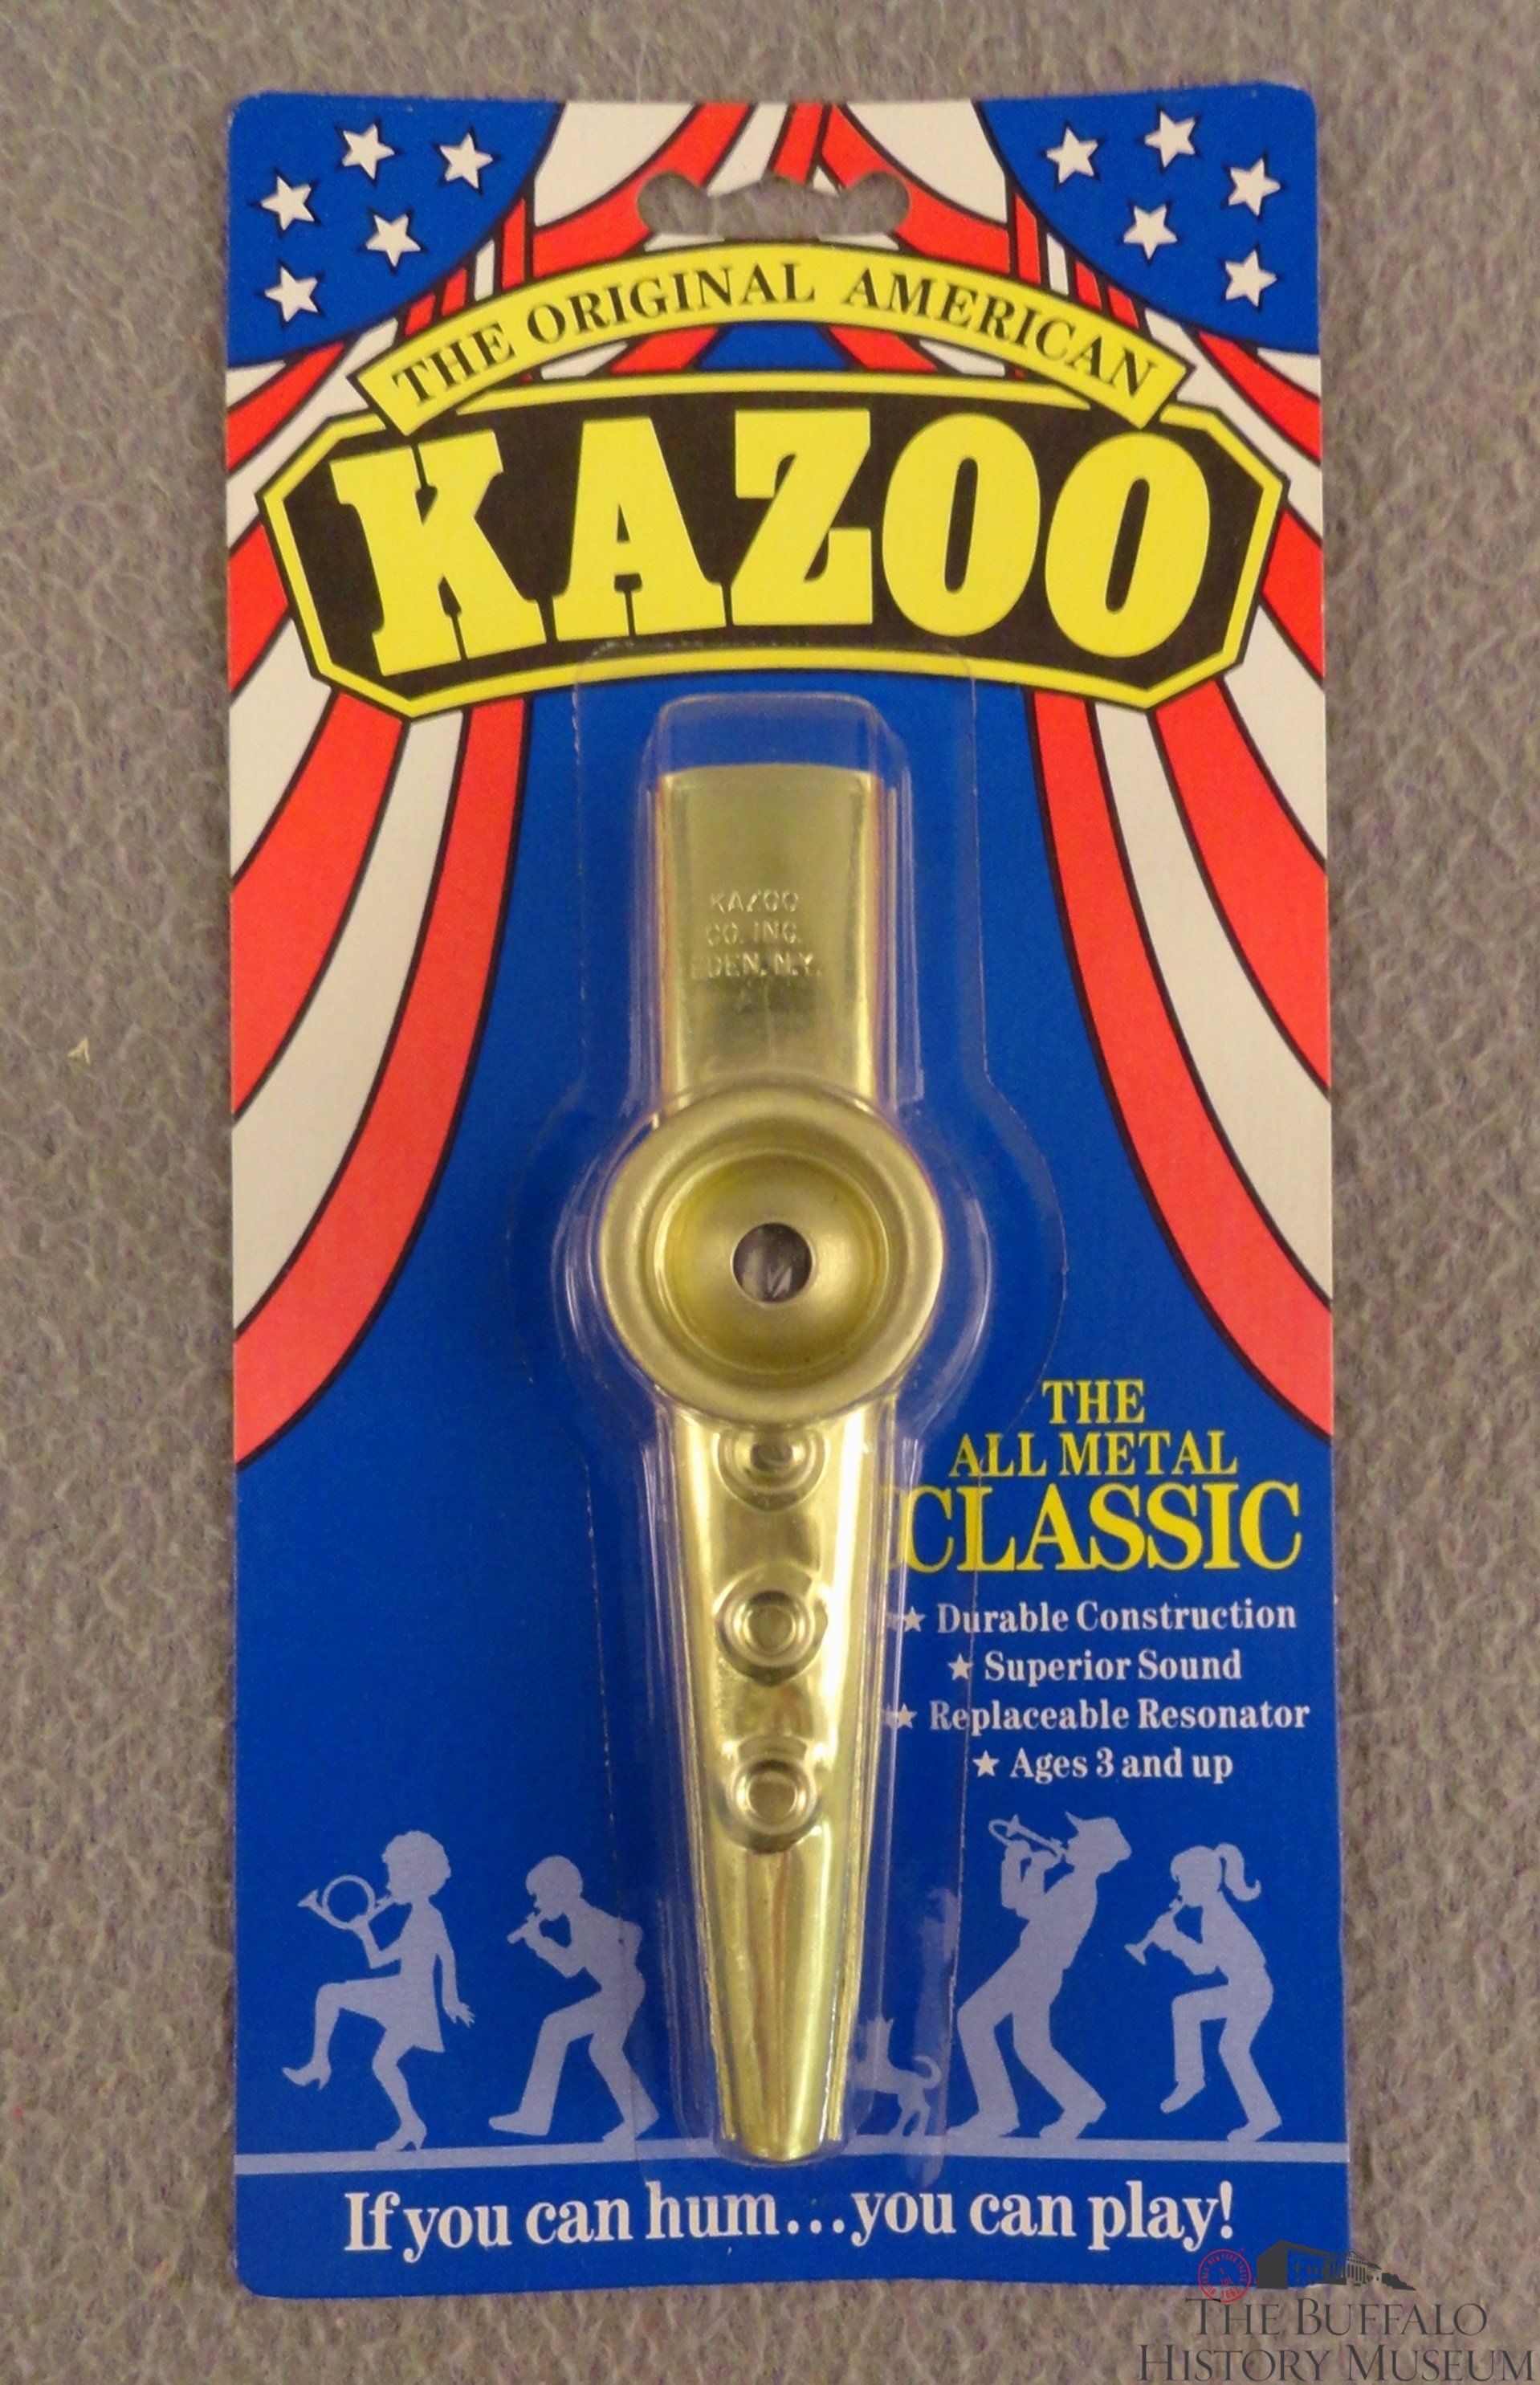 THE ORIGINAL AMERICAN
KAZOO
KAZOO
CO. INC.
EDEN, N.Y.
THE
ALL METAL
CLASSIC
★ Durable Construction
★ Superior Sound
★ Replaceable Resonator
★ Ages 3 and up
If you can hum...you can play!
THE BUFFALO
HISTORY MUSEUM